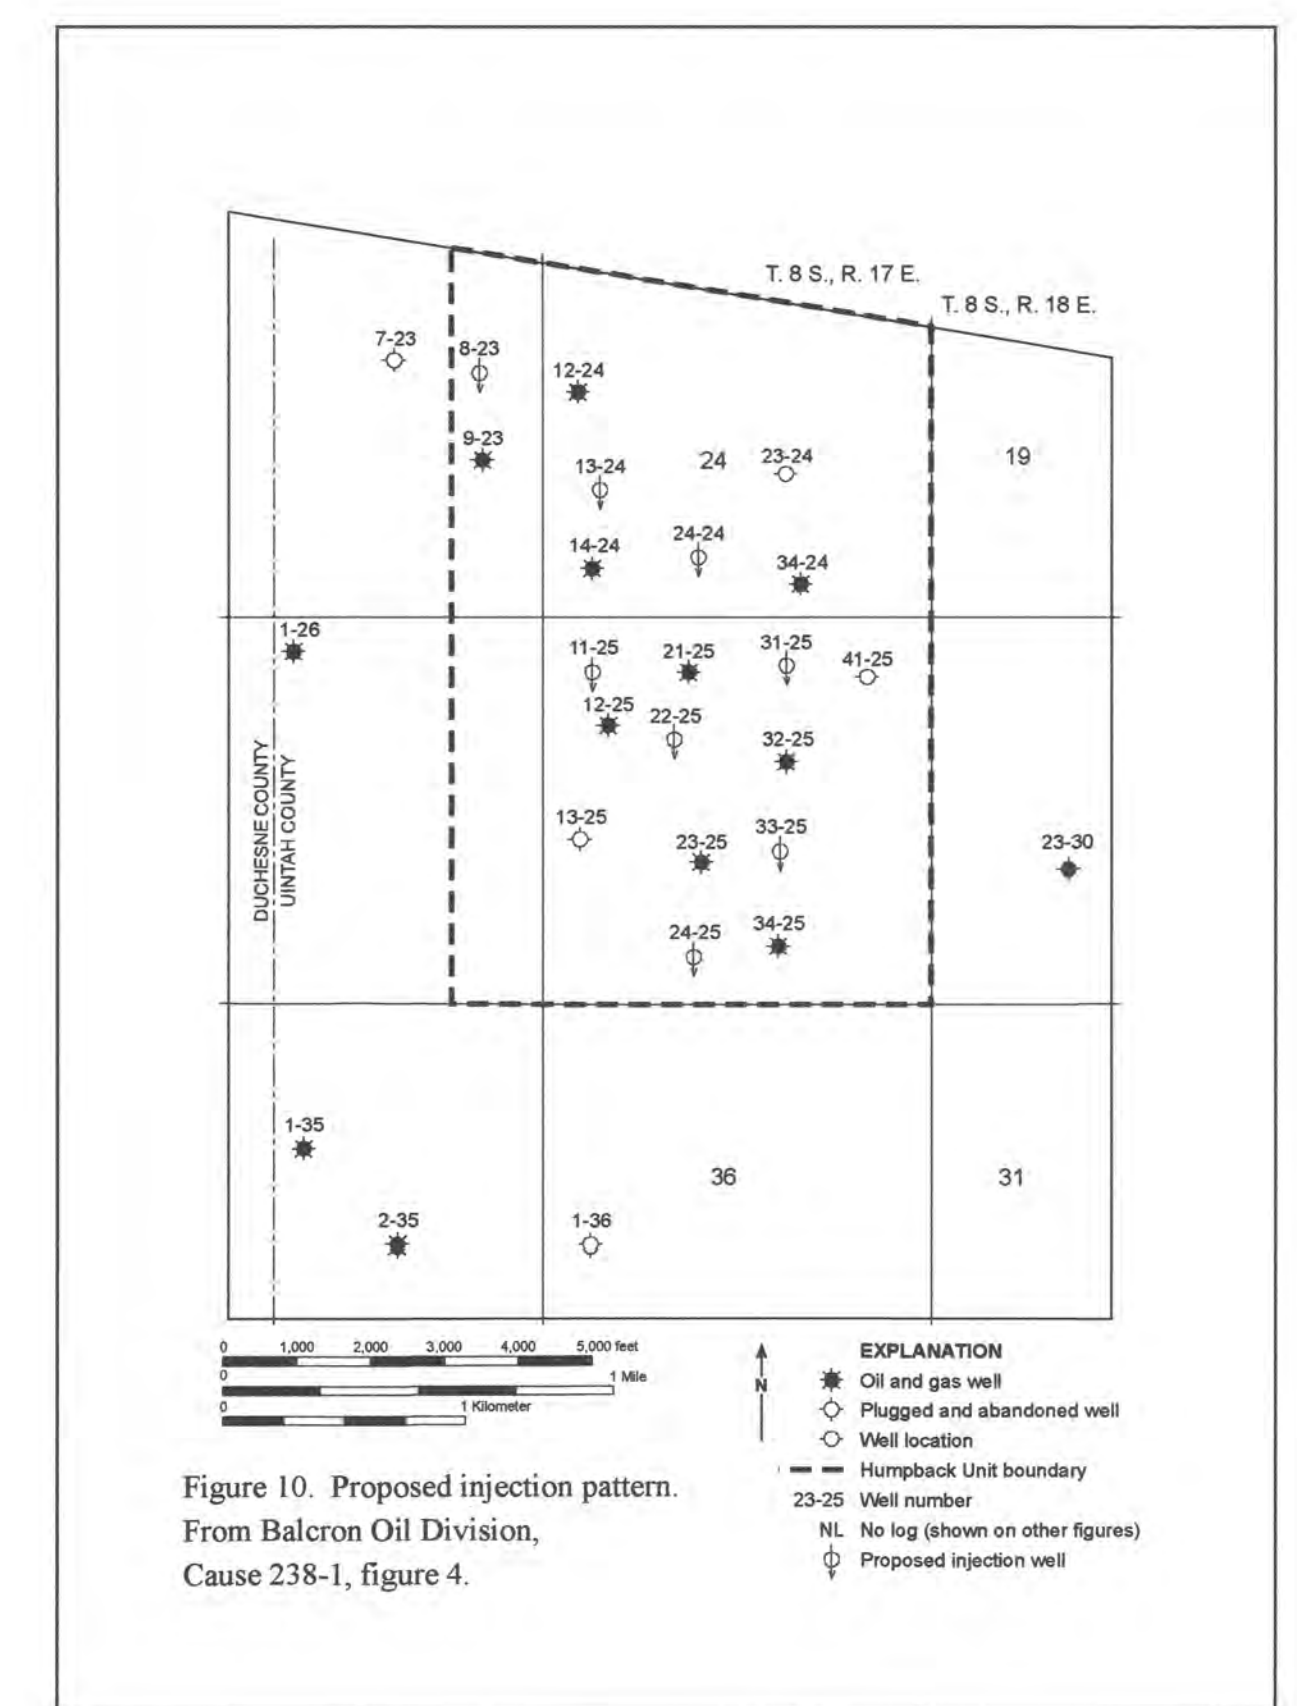 T. 8 S., R. 17 E.
T. 8 S., R. 18 E.
7-23
8-23
12-24
9-23
13-24
24
23-24
19
14-24
24-24
34-24
1-26
11-25
21-25
31-25
41-25
12-25
22-25
32-25
DUCHESNE COUNTY
UINTAH COUNTY
13-25
23-25
33-25
23-30
24-25
34-25
1-35
36
31
2-35
1-36
0 1,000 2,000 3,000 4,000 5,000 feet
0 1 Mile
0 1 Kilometer
N
EXPLANATION
Oil and gas well
Plugged and abandoned well
Well location
Humpback Unit boundary
23-25 Well number
NL No log (shown on other figures)
Proposed injection well
Figure 10. Proposed injection pattern.
From Balcron Oil Division,
Cause 238-1, figure 4.